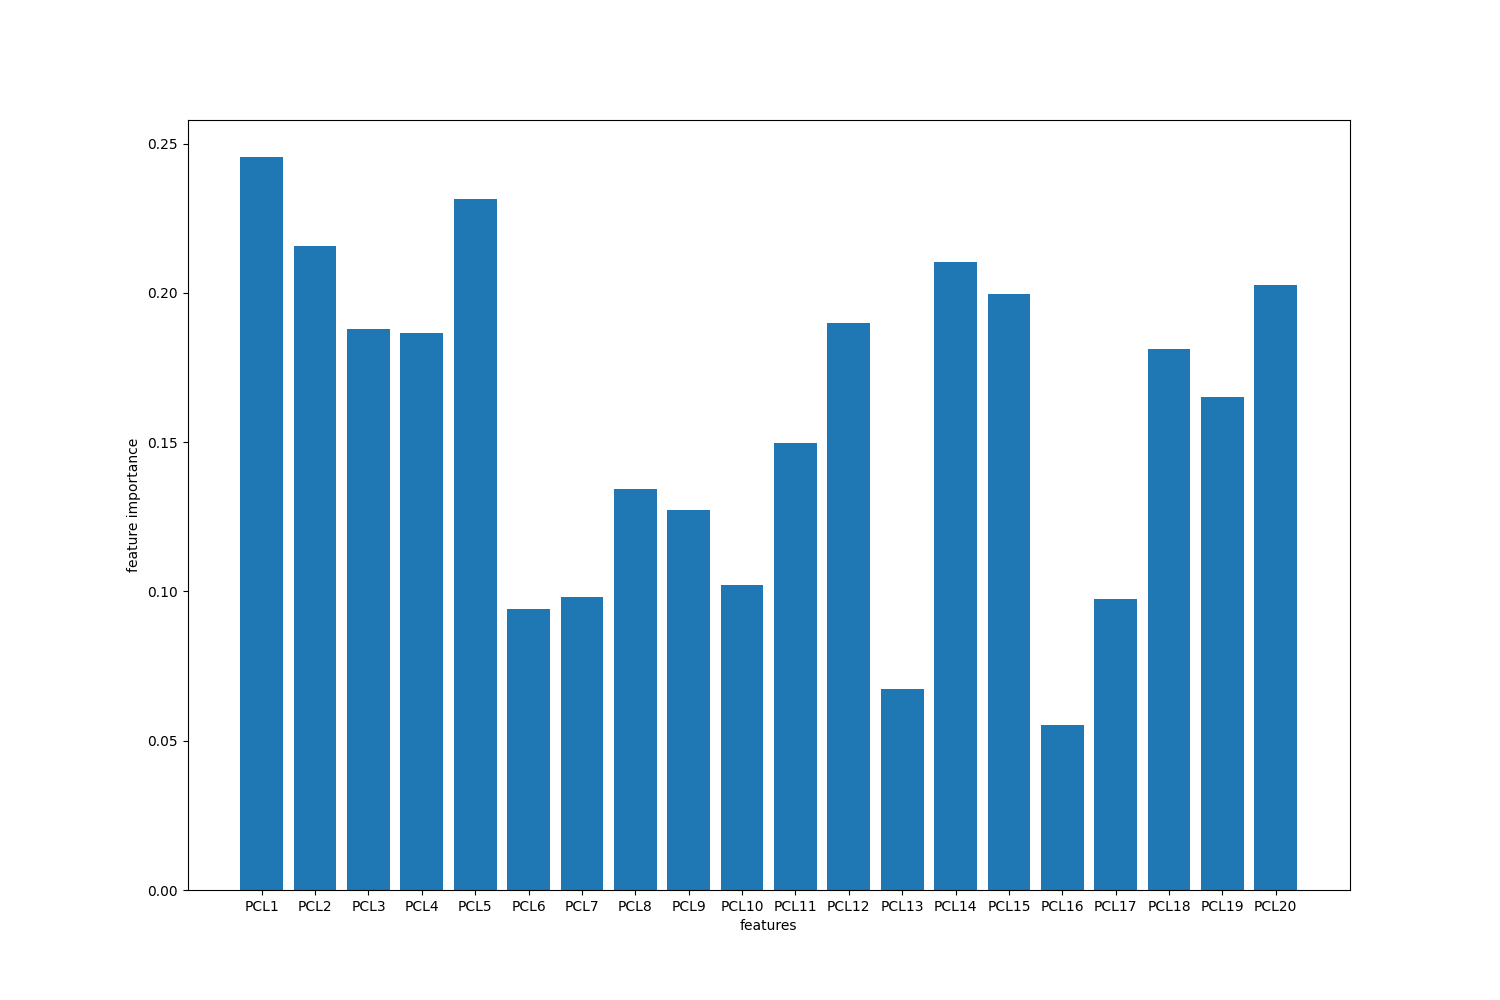 feature importance
0.25
0.20
0.15
0.10
0.05
0.00
PCL1 PCL2 PCL3 PCL4 PCL5 PCL6 PCL7 PCL8 PCL9 PCL10 PCL11 PCL12 PCL13 PCL14 PCL15 PCL16 PCL17 PCL18 PCL19 PCL20
features